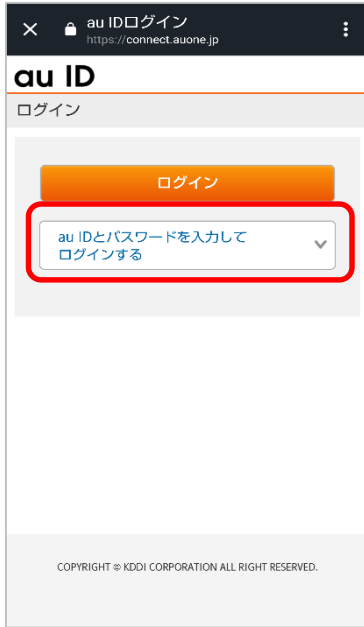 au IDログイン
https://connect.auone.jp
au ID
ログイン
ログイン
au IDとパスワードを入力して
ログインする
COPYRIGHT © KDDI CORPORATION ALL RIGHT RESERVED.